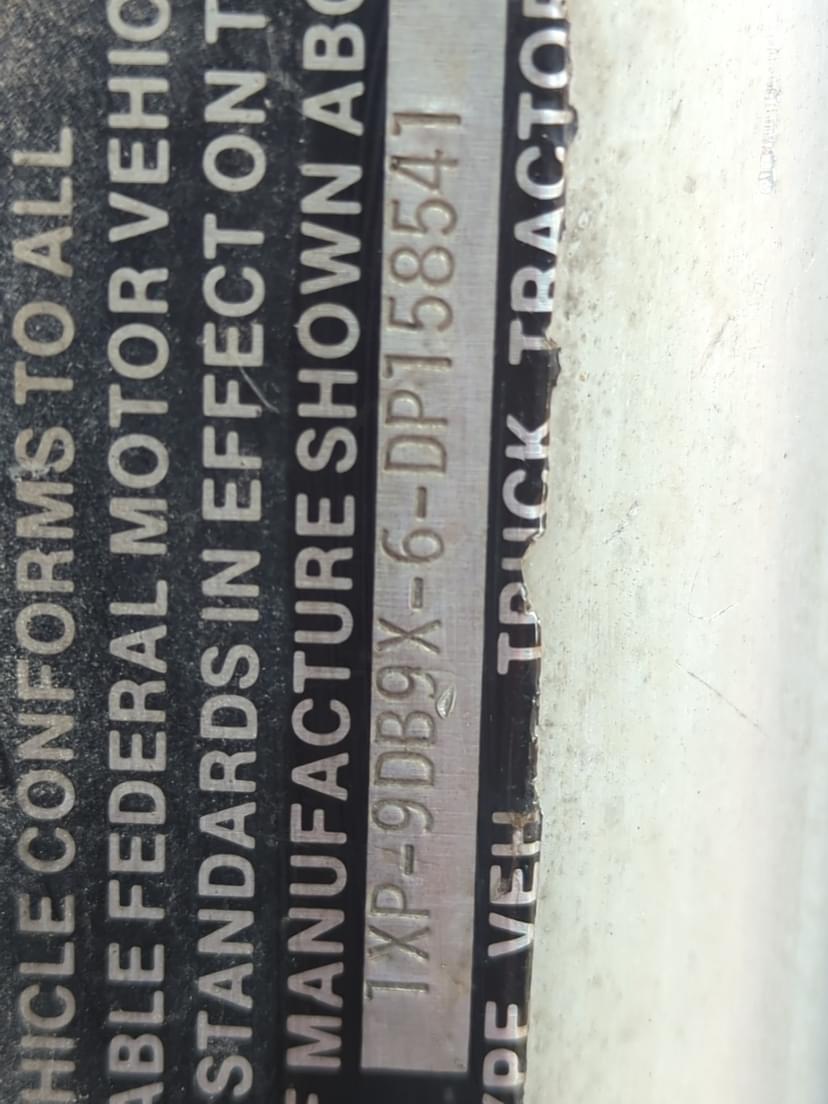 HICLE CONFORMS TO ALL
ABLE FEDERAL MOTOR VEHIC
STANDARDS IN EFFECT ON T
MANUFACTURE SHOWN ABO
1XP-9DB9X-6-DP158541
YPE VEH TRUCK TRACTOR